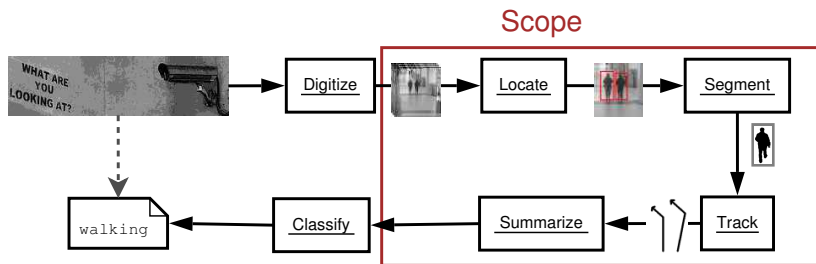 Scope
WHAT ARE
YOU
LOOKING AT?
Digitize
Locate
Segment
walking
Classify
Summarize
Track